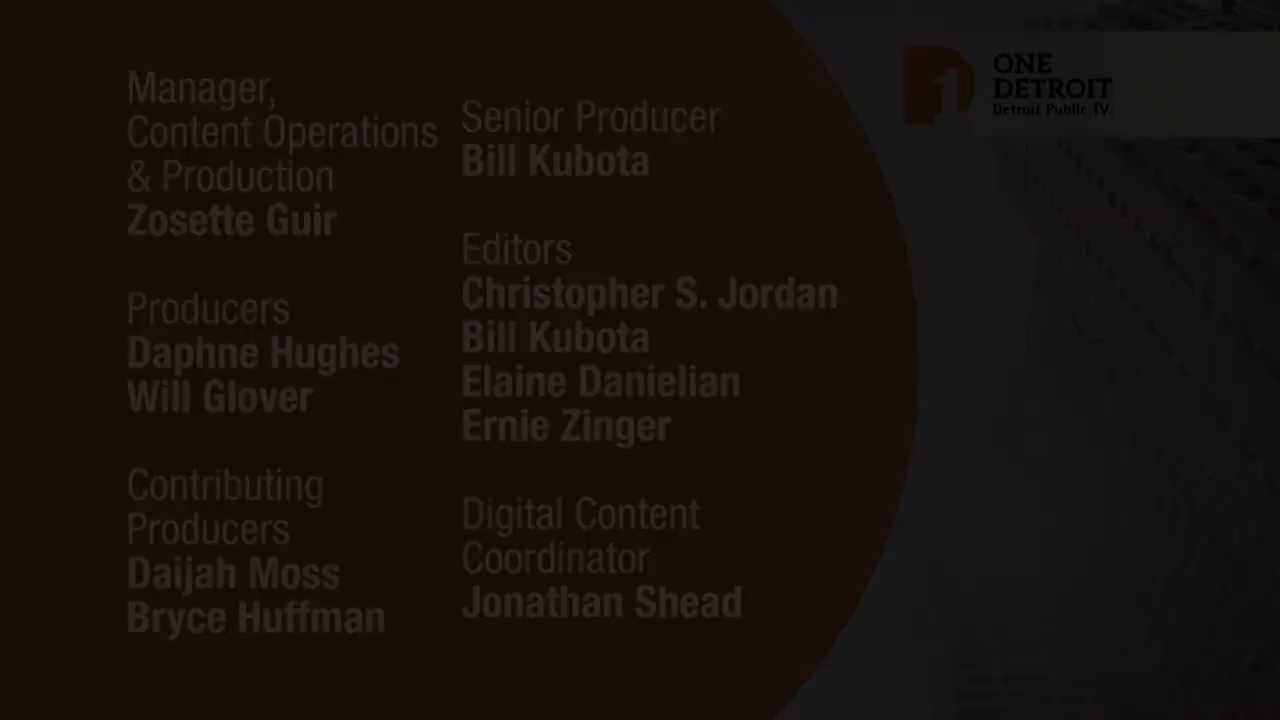 Manager,
Content Operations
& Production
Zosette Guir
Producers
Daphne Hughes
Will Glover
Contributing
Producers
Daijah Moss
Bryce Huffman
Senior Producer
Bill Kubota
Editors
Christopher S. Jordan
Bill Kubota
Elaine Danielian
Ernie Zinger
Digital Content
Coordinator
Jonathan Shead
1
ONE
DETROIT
Detroit Public TV